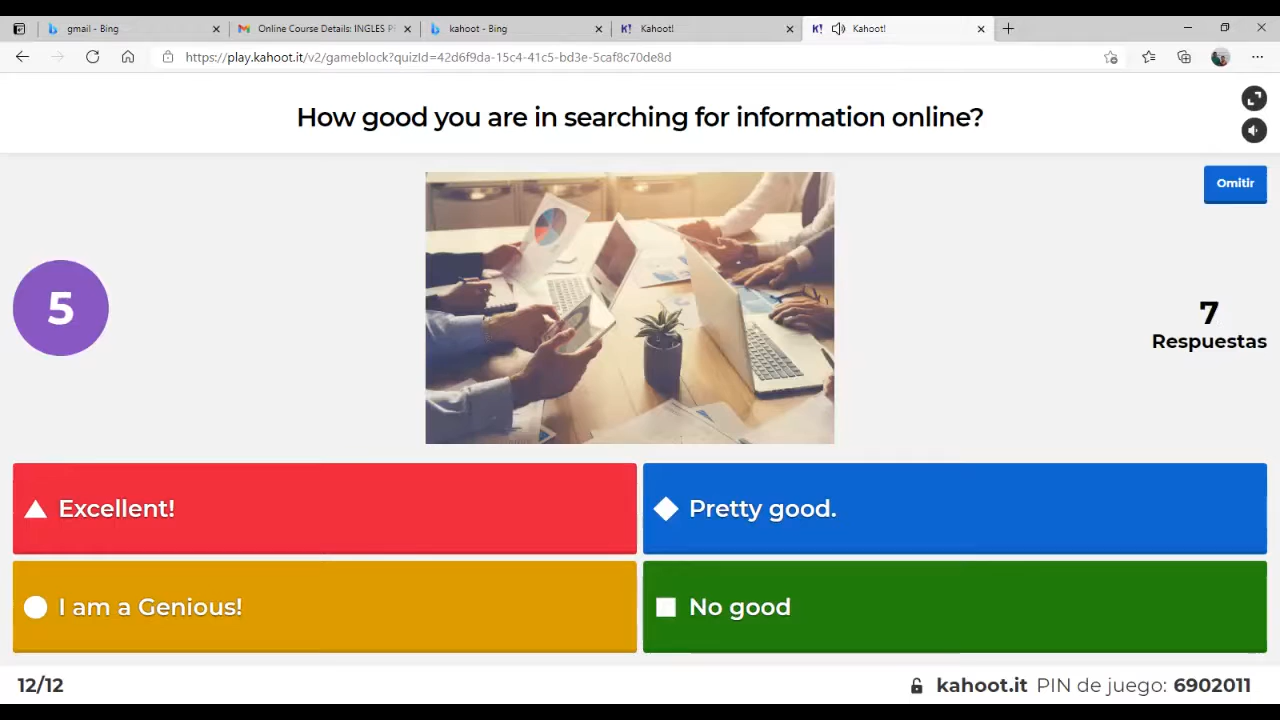 gmail - Bing
Online Course Details: INGLES Pi
kahoot - Bing
K! Kahoot!
K! Kahoot!
https://play.kahoot.it/v2/gameblock?quizId=42d6f9da-15c4-41c5-bd3e-5caf8c70de8d
How good you are in searching for information online?
Omitir
5
7
Respuestas
Excellent!
Pretty good.
I am a Genious!
No good
12/12
kahoot.it PIN de juego: 6902011